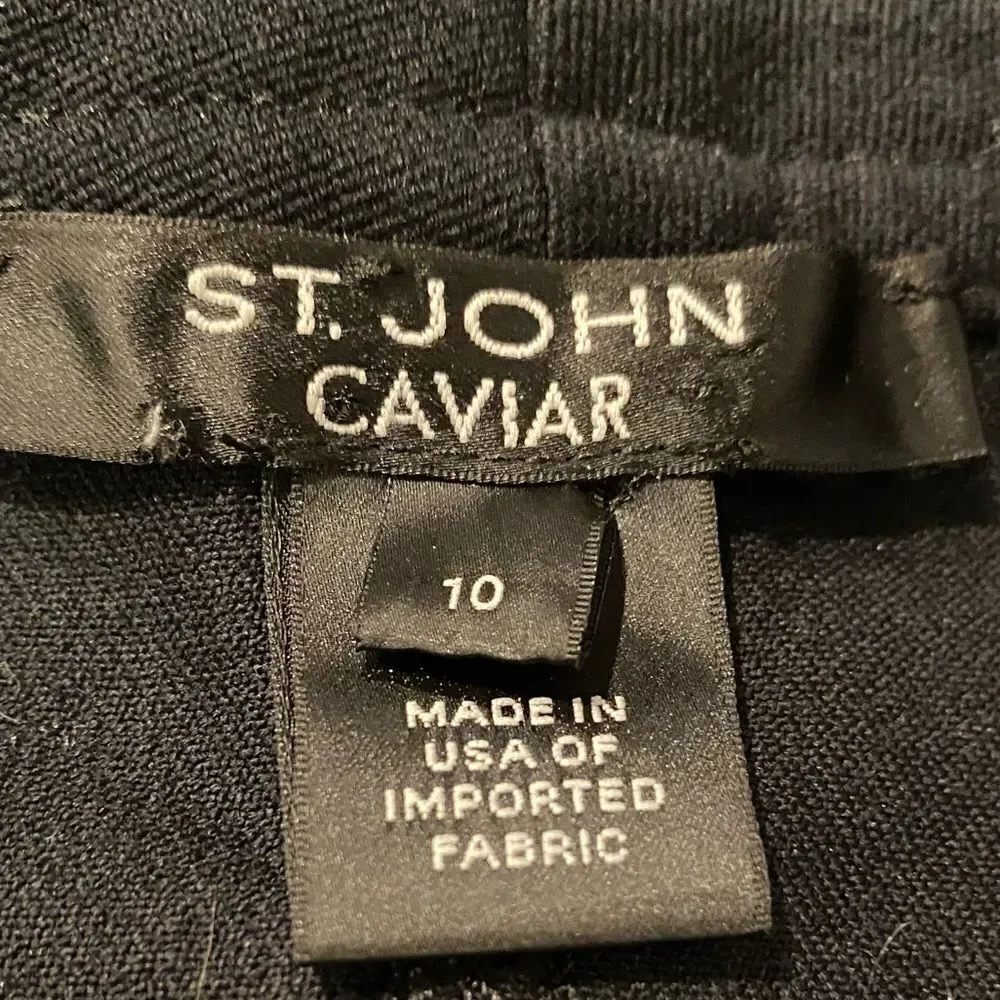 ST. JOHN
CAVIAR
10
MADE IN
USA OF
IMPORTED
FABRIC